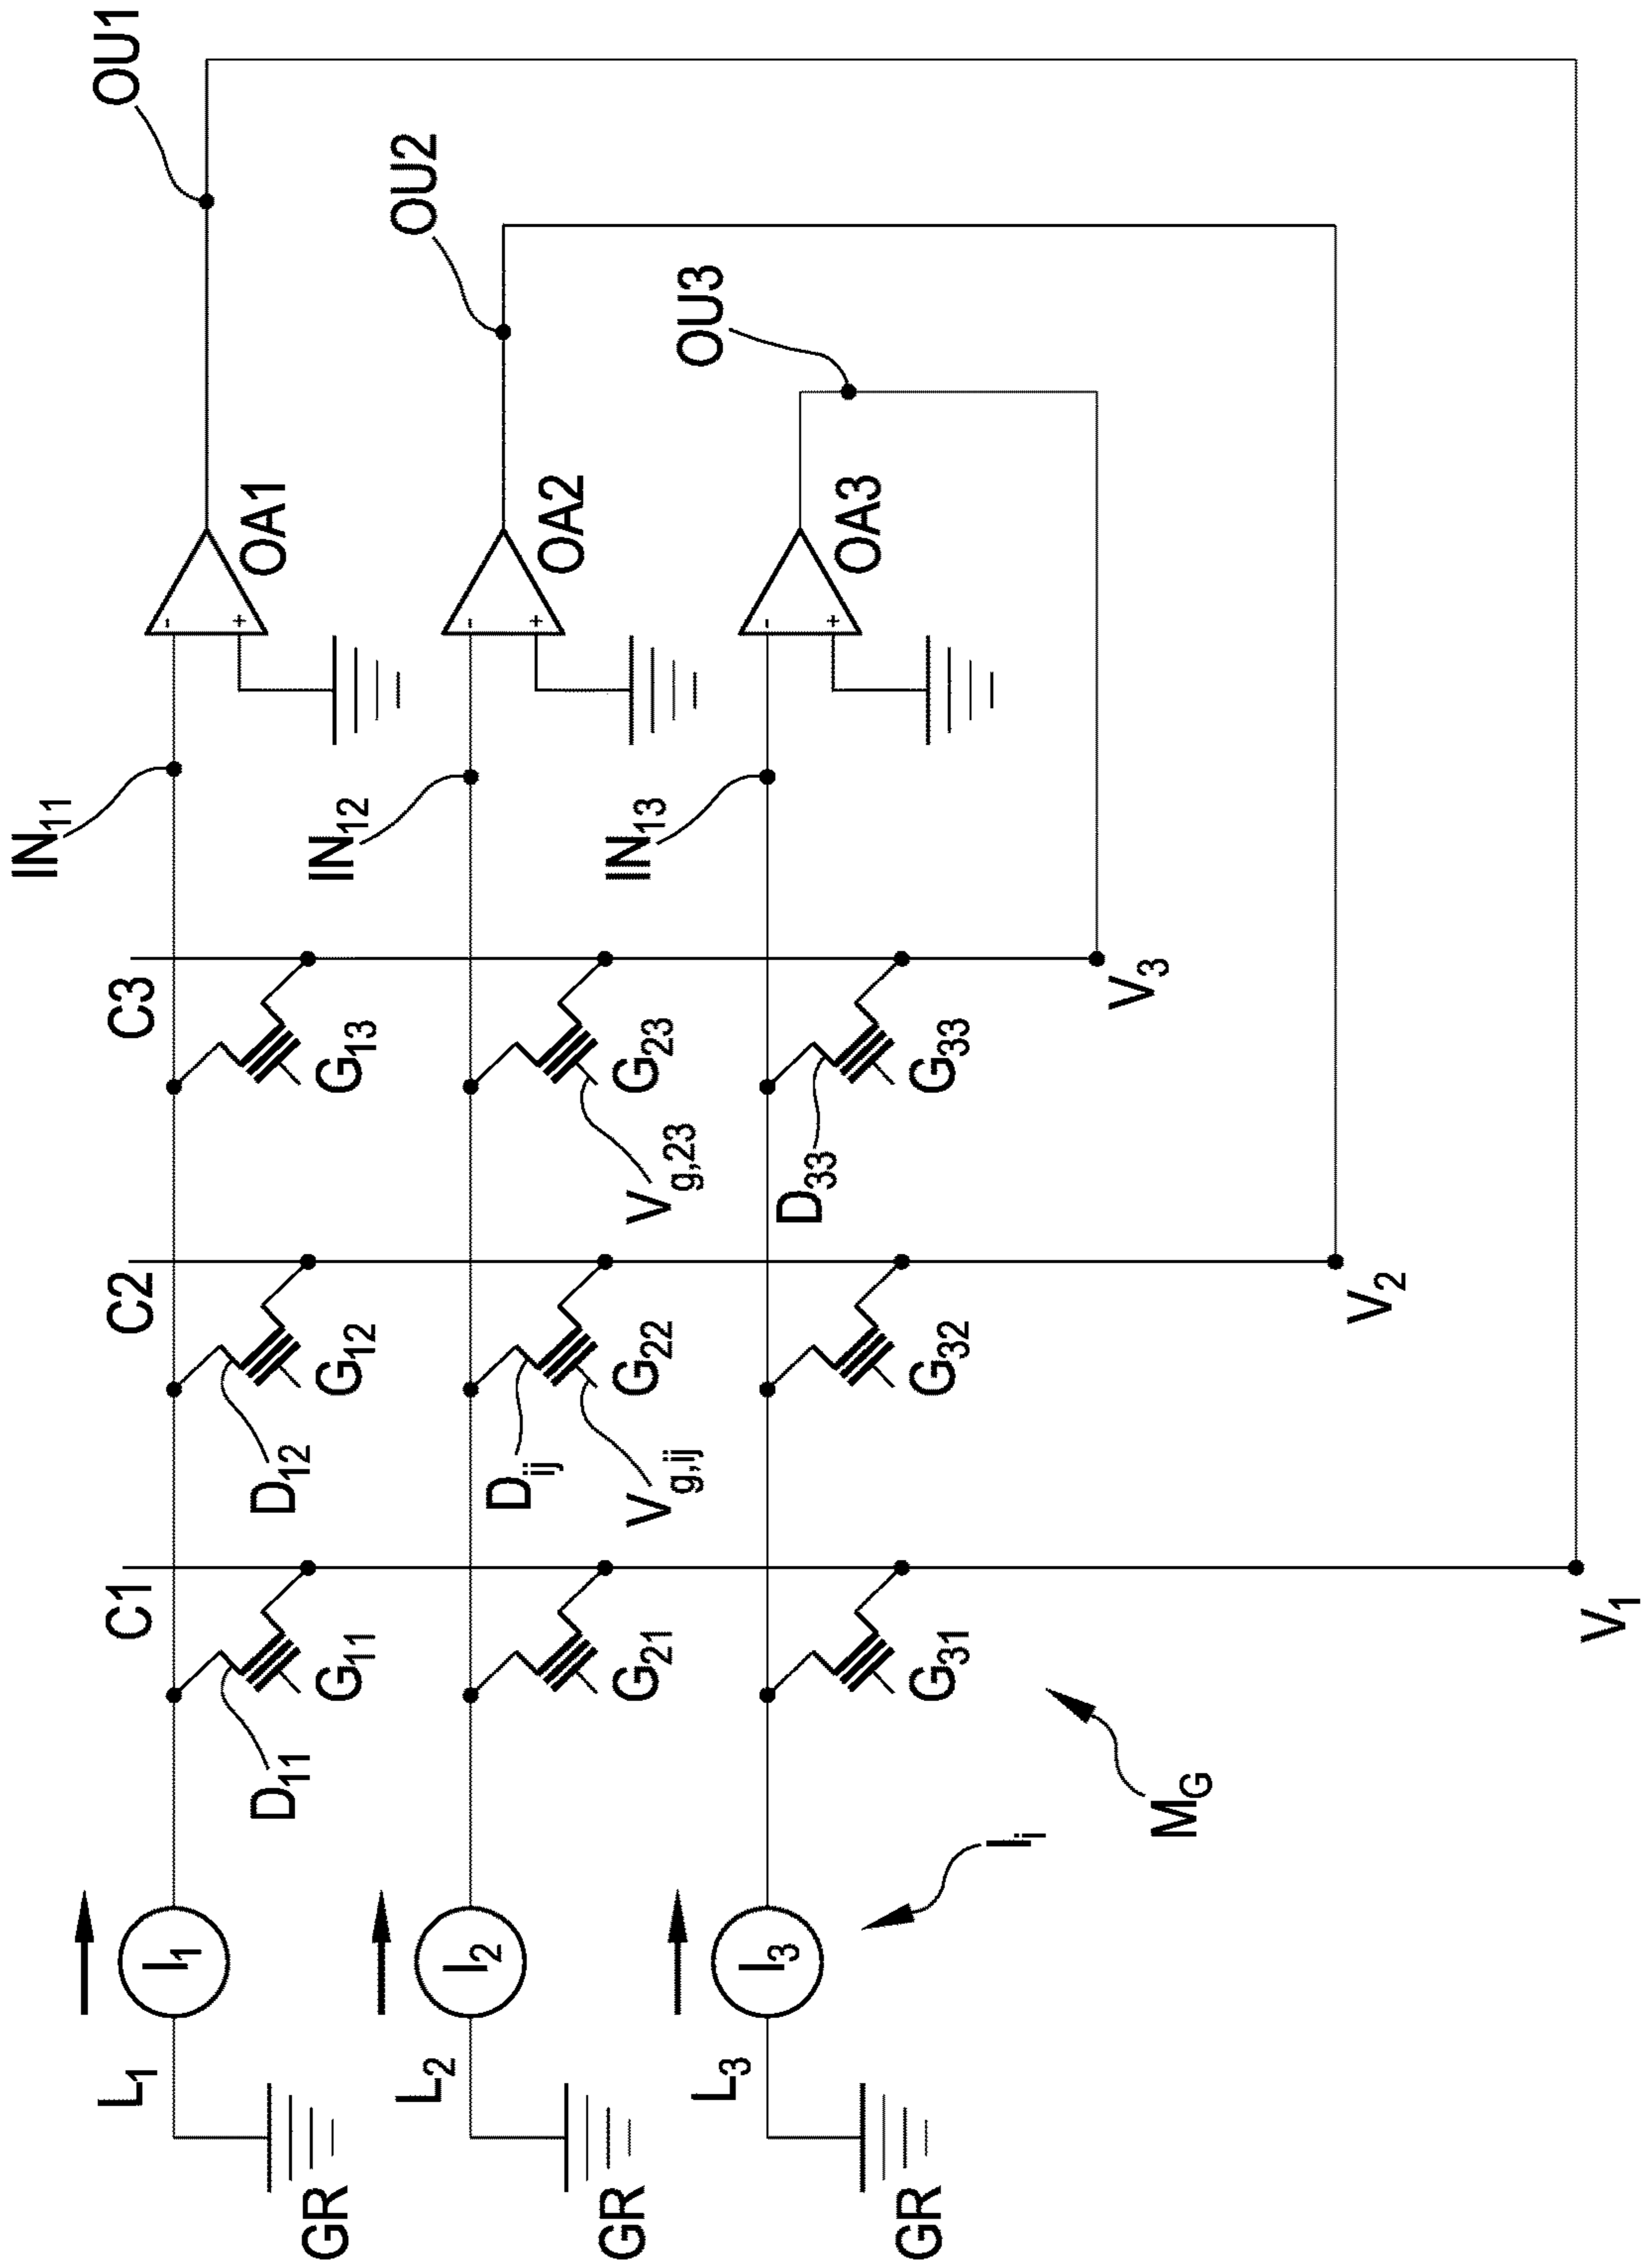 OU1
OU2
OU3
OA1
OA2
OA3
-
+
-
+
-
+
IN11
IN12
IN13
C3
G13
G23
G33
Vg,23
D33
V3
C2
G12
G22
G32
D12
Dij
Vg,ij
V2
C1
G11
G21
G31
D11
V1
MG
Ii
I1
I2
I3
L1
L2
L3
GR
GR
GR